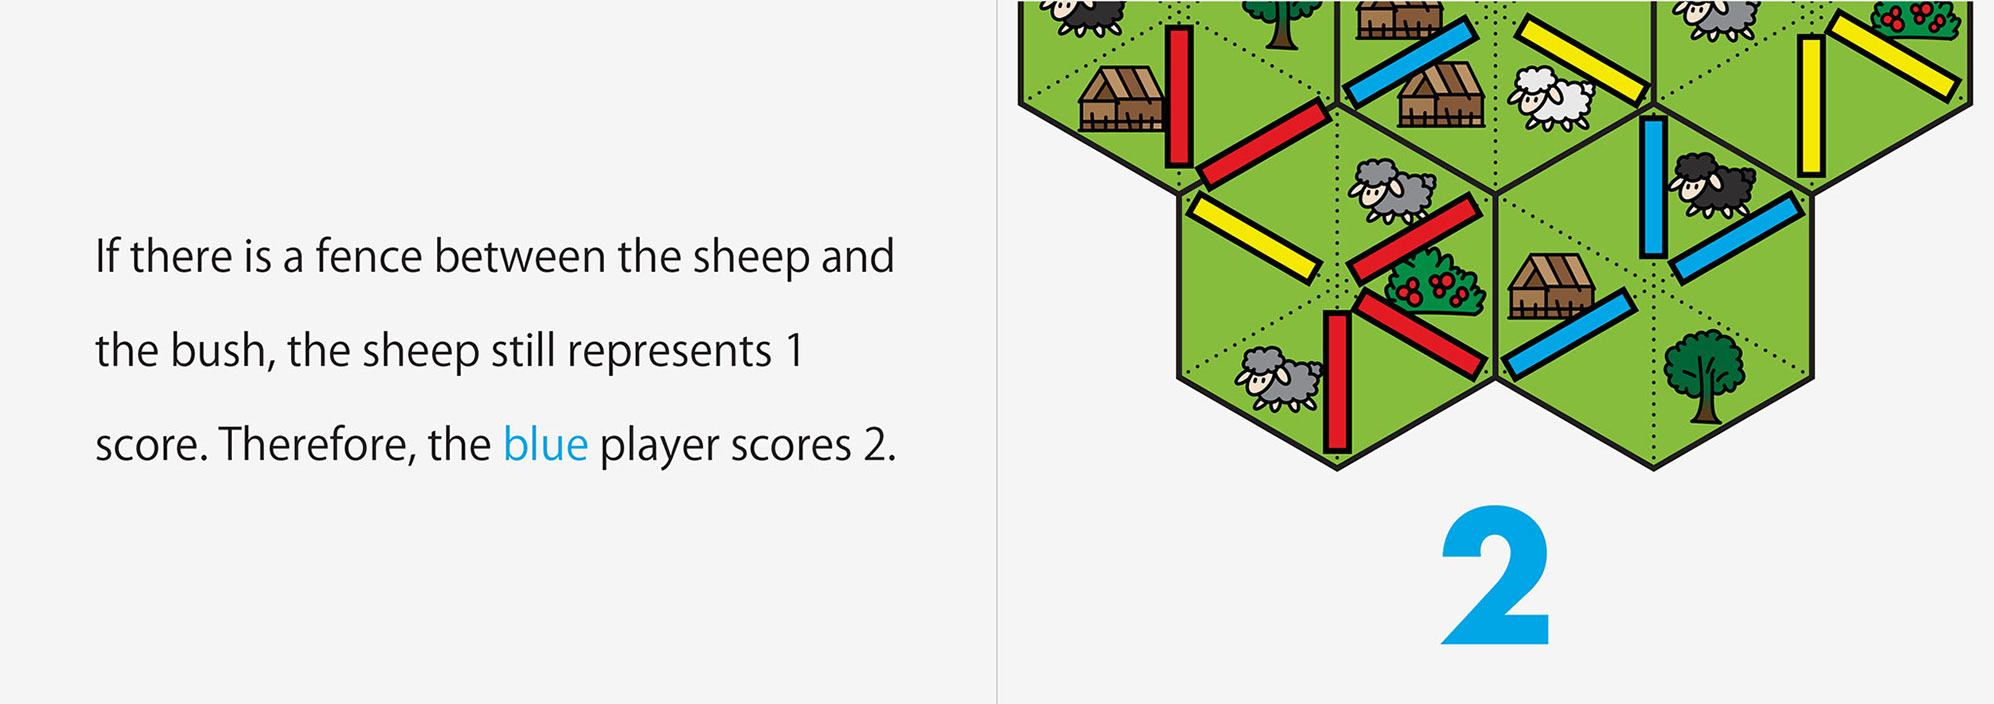 If there is a fence between the sheep and
the bush, the sheep still represents 1
score. Therefore, the blue player scores 2.
2